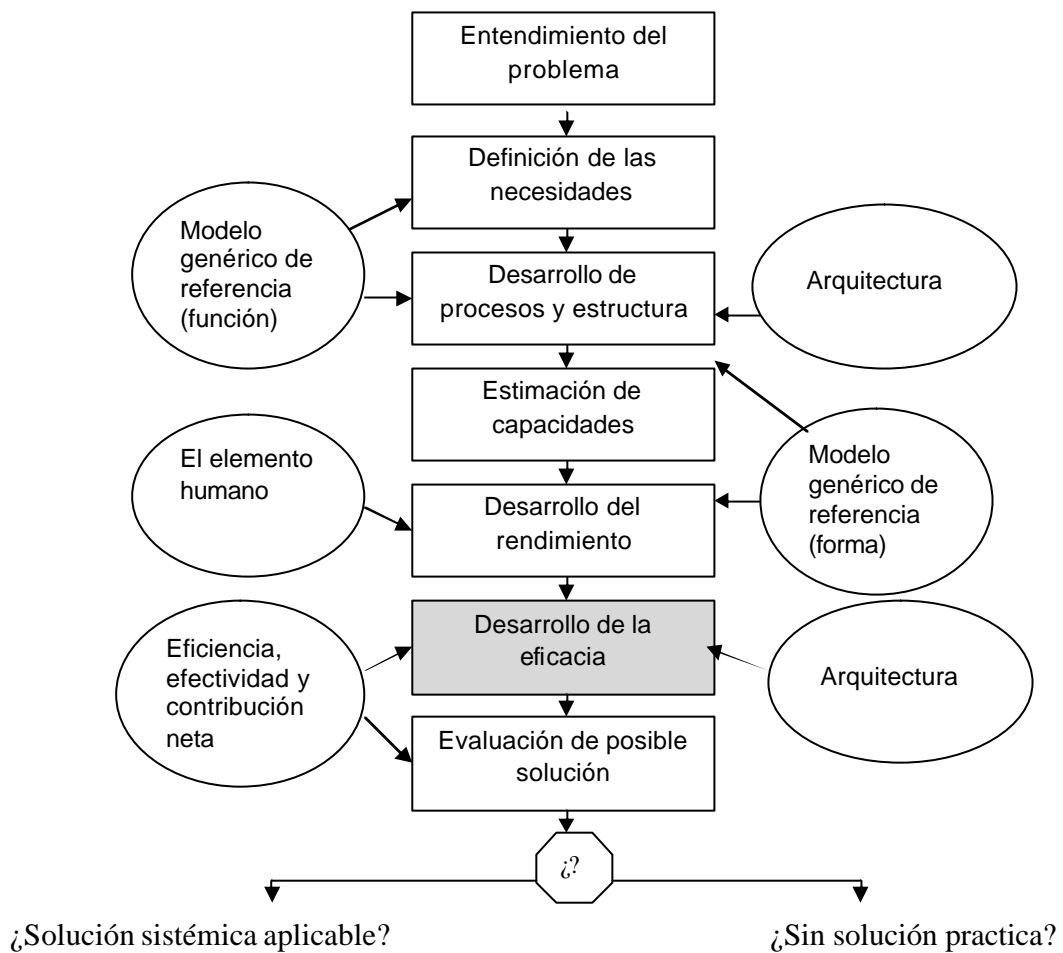 Entendimiento del
problema
Definición de las
necesidades
Modelo
genérico de
referencia
(función)
Desarrollo de
procesos y estructura
Arquitectura
Estimación de
capacidades
El elemento
humano
Modelo
genérico de
referencia
(forma)
Desarrollo del
rendimiento
Desarrollo de la
eficacia
Eficiencia,
efectividad y
contribución
neta
Arquitectura
Evaluación de posible
solución
¿?
¿Solución sistémica aplicable?
¿Sin solución practica?